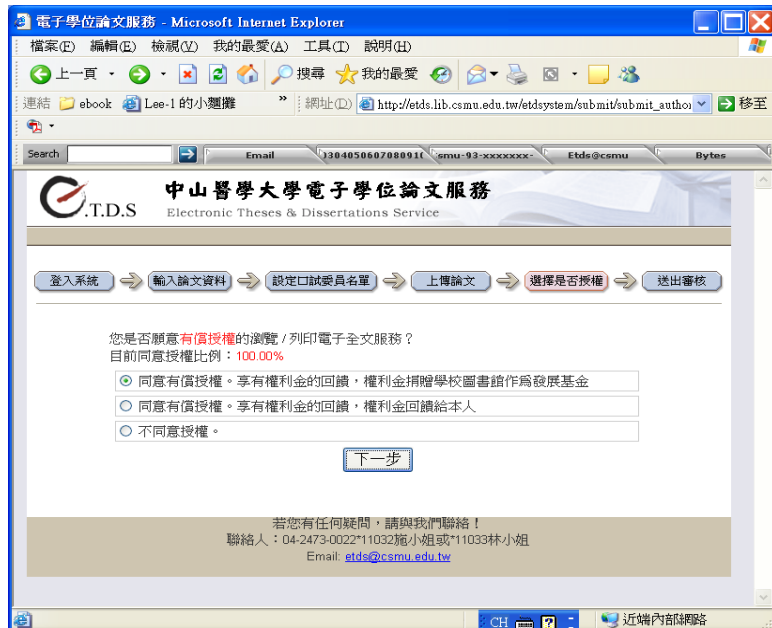 電子學位論文服務 - Microsoft Internet Explorer
檔案(F) 編輯(E) 檢視(V) 我的最愛(A) 工具(T) 說明(H)
上一頁 搜尋 我的最愛
連結 ebook Lee-1 的小麵攤 » 網址(D) http://etds.lib.csmu.edu.tw/etdsystem/submit/submit_author 移至
Search Email )304050607080910 smu-93-xxxxxxx- Etds@csmu Bytes
E.T.D.S 中山醫學大學電子學位論文服務
Electronic Theses & Dissertations Service
登入系統 輸入論文資料 設定口試委員名單 上傳論文 選擇是否授權 送出審核
您是否願意有償授權的瀏覽 / 列印電子全文服務？
目前同意授權比例：100.00%
同意有償授權。享有權利金的回饋，權利金捐贈學校圖書館作為發展基金
同意有償授權。享有權利金的回饋，權利金回饋給本人
不同意授權。
下一步
若您有任何疑問，請與我們聯絡！
聯絡人：04-2473-0022*11032施小姐或*11033林小姐
Email: etds@csmu.edu.tw
CH 近端內部網路